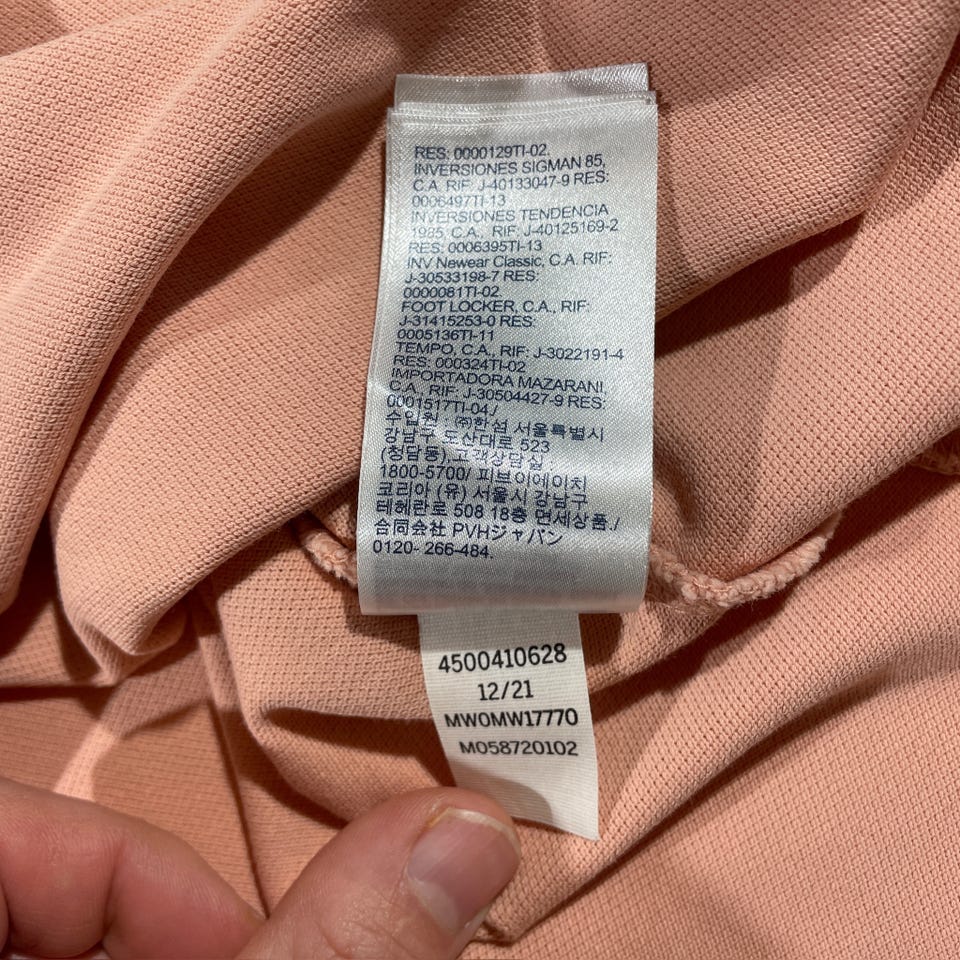 RES: 0000129TI-02.
INVERSIONES SIGMAN 85,
C.A. RIF: J-40133047-9 RES:
0006497TI-13
INVERSIONES TENDENCIA
1985, C.A., RIF: J-40125169-2
RES: 0006395TI-13
INV Newear Classic, C.A. RIF:
J-30533198-7 RES:
0000081TI-02.
FOOT LOCKER, C.A., RIF:
J-31415253-0 RES:
0005136TI-11
TEMPO, C.A., RIF: J-3022191-4
RES: 000324TI-02
IMPORTADORA MAZARANI,
C.A., RIF: J-30504427-9 RES:
0001517TI-04./
수입원 : ㈜한섬 서울특별시
강남구 도산대로 523
(청담동),고객상담실 :
1800-5700/ 피브이에이치
코리아 (유) 서울시 강남구
테헤란로 508 18층 면세상품./
合同会社 PVHジャパン
0120- 266-484.
4500410628
12/21
MW0MW17770
M058720102